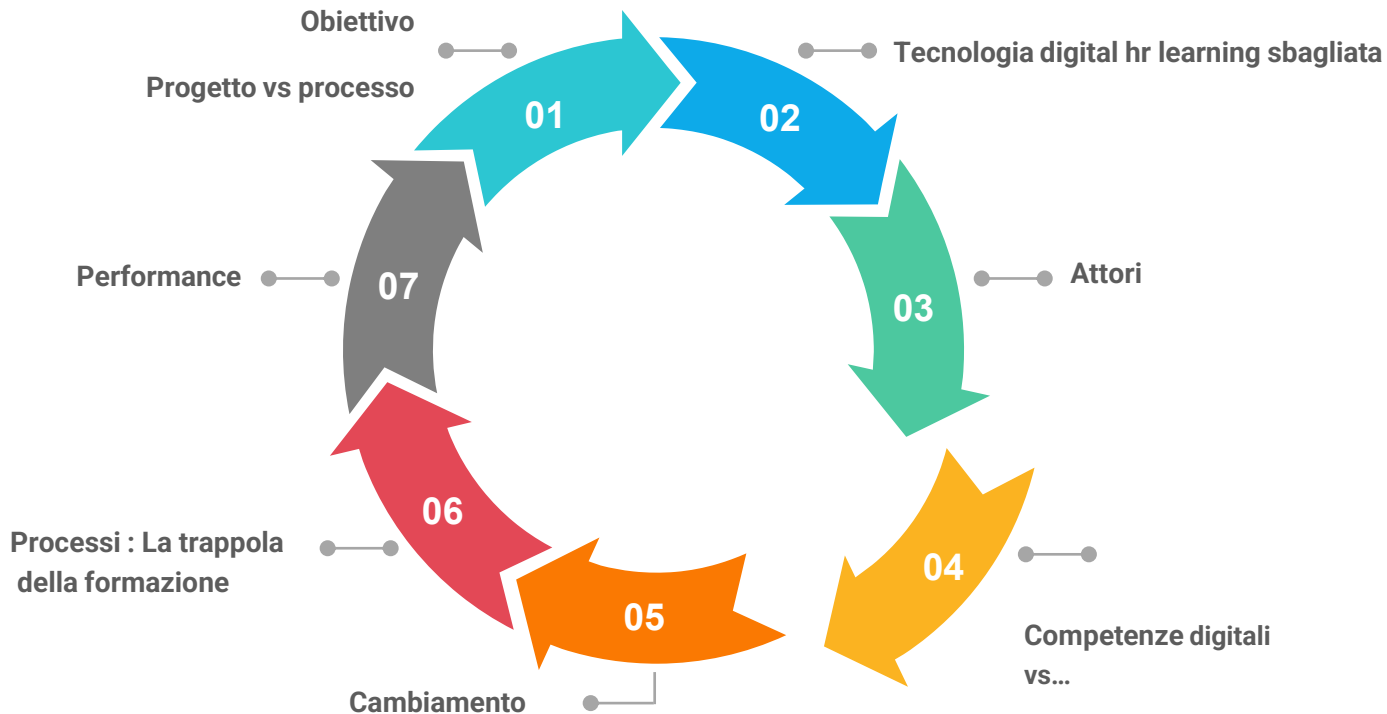 Obiettivo
Progetto vs processo
01
02
Tecnologia digital hr learning sbagliata
03
Attori
04
Competenze digitali
vs...
05
Cambiamento
06
Processi : La trappola
della formazione
07
Performance